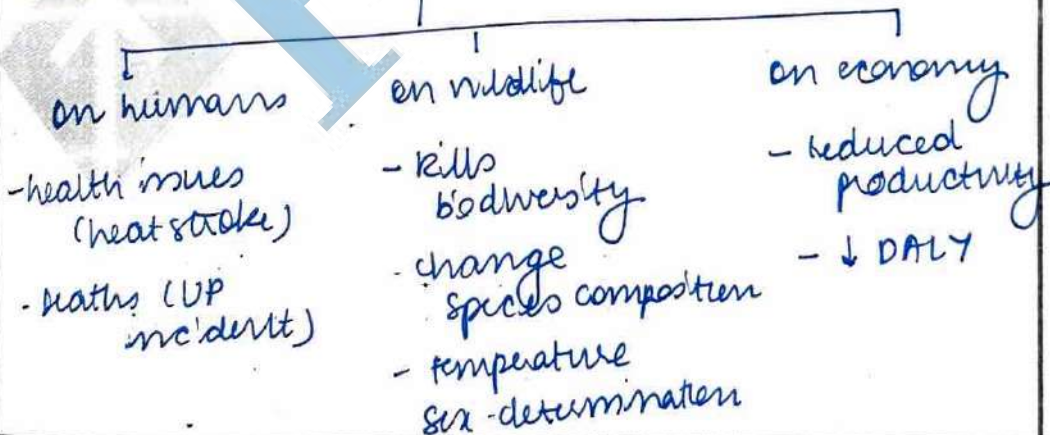 on humans
- health issues
(heat stroke)
- deaths (UP
incident)
on wildlife
- kills
biodiversity
- change
species composition
- temperature
sex-determination
on economy
- reduced
productivity
- ↓ DALY